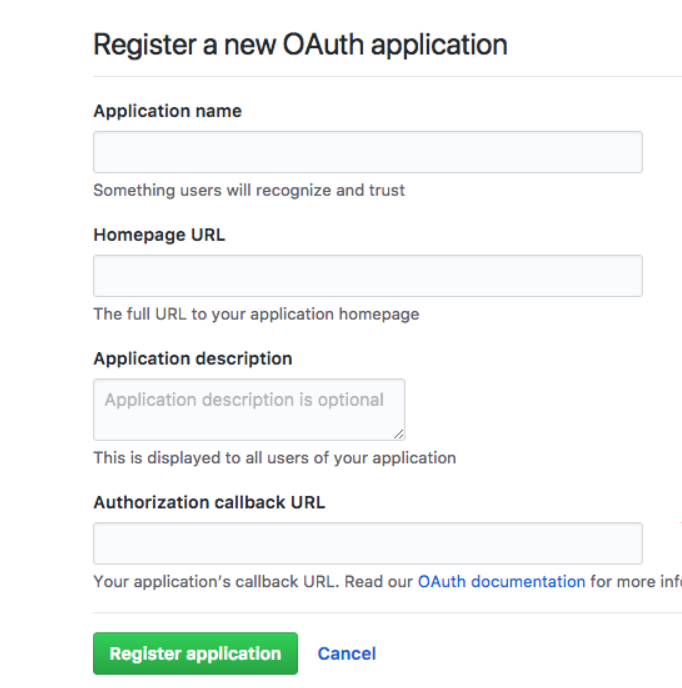 Register a new OAuth application
Application name
Something users will recognize and trust
Homepage URL
The full URL to your application homepage
Application description
Application description is optional
This is displayed to all users of your application
Authorization callback URL
Your application's callback URL. Read our OAuth documentation for more
Register application Cancel